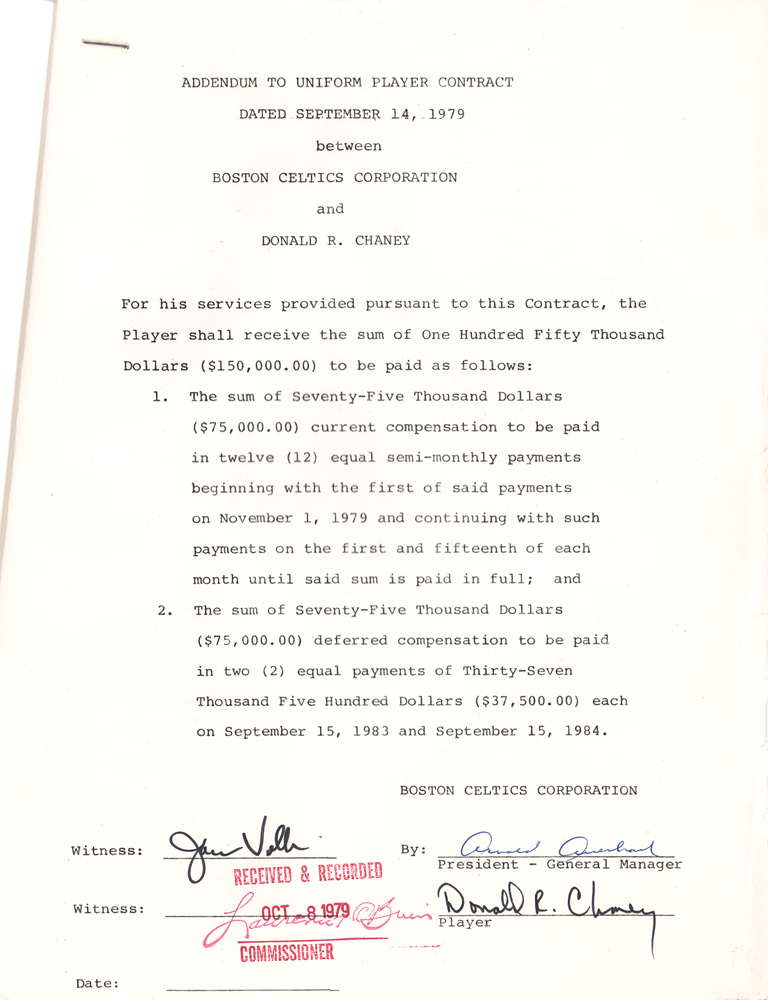 ADDENDUM TO UNIFORM PLAYER CONTRACT
DATED SEPTEMBER 14, 1979
between
BOSTON CELTICS CORPORATION
and
DONALD R. CHANEY
For his services provided pursuant to this Contract, the
Player shall receive the sum of One Hundred Fifty Thousand
Dollars ($150,000.00) to be paid as follows:
1. The sum of Seventy-Five Thousand Dollars
($75,000.00) current compensation to be paid
in twelve (12) equal semi-monthly payments
beginning with the first of said payments
on November 1, 1979 and continuing with such
payments on the first and fifteenth of each
month until said sum is paid in full; and
2. The sum of Seventy-Five Thousand Dollars
($75,000.00) deferred compensation to be paid
in two (2) equal payments of Thirty-Seven
Thousand Five Hundred Dollars ($37,500.00) each
on September 15, 1983 and September 15, 1984.
BOSTON CELTICS CORPORATION
Witness:
By:
President - General Manager
RECEIVED & RECORDED
Witness:
OCT -8 1979
Donald R. Chaney
Player
COMMISSIONER
Date: